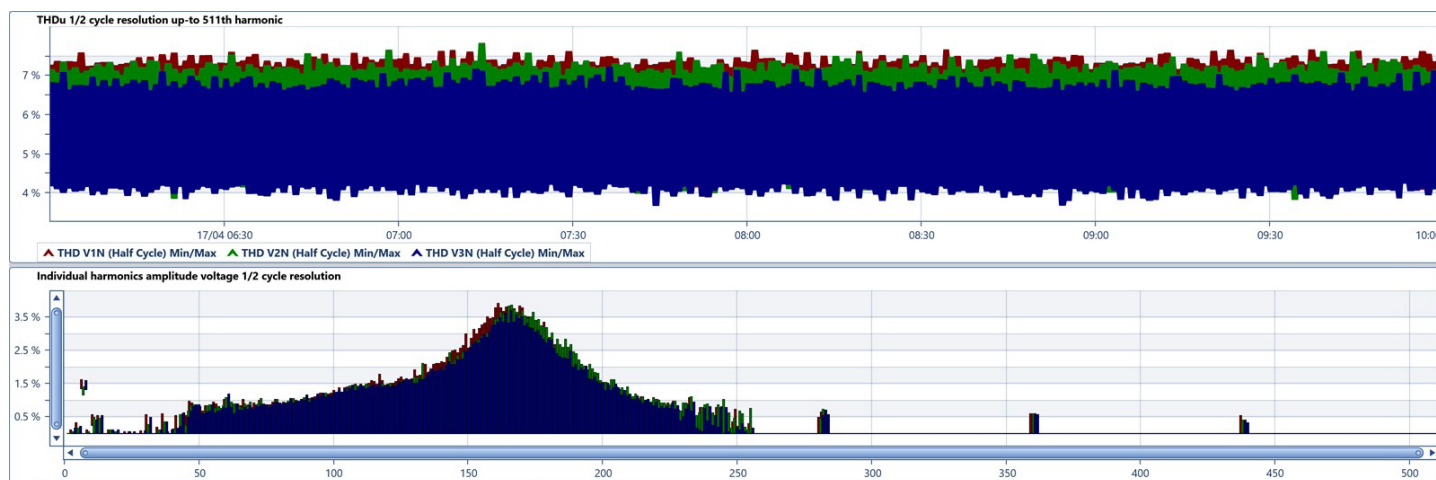 THDu 1/2 cycle resolution up-to 511th harmonic
7 %
6 %
5 %
4 %
17/04 06:30 07:00 07:30 08:00 08:30 09:00 09:30 10:00
THD V1N (Half Cycle) Min/Max THD V2N (Half Cycle) Min/Max THD V3N (Half Cycle) Min/Max
Individual harmonics amplitude voltage 1/2 cycle resolution
3.5 %
2.5 %
1.5 %
0.5 %
0 50 100 150 200 250 300 350 400 450 500